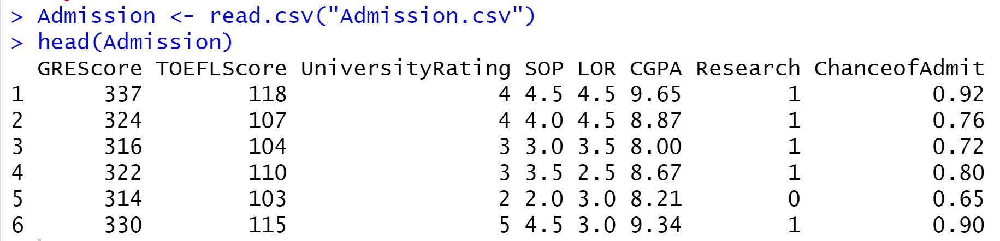 > Admission <- read.csv("Admission.csv")
> head(Admission)
GREScore TOEFLScore UniversityRating SOP LOR CGPA Research ChanceofAdmit
1 337 118 4 4.5 4.5 9.65 1 0.92
2 324 107 4 4.0 4.5 8.87 1 0.76
3 316 104 3 3.0 3.5 8.00 1 0.72
4 322 110 3 3.5 2.5 8.67 1 0.80
5 314 103 2 2.0 3.0 8.21 0 0.65
6 330 115 5 4.5 3.0 9.34 1 0.90